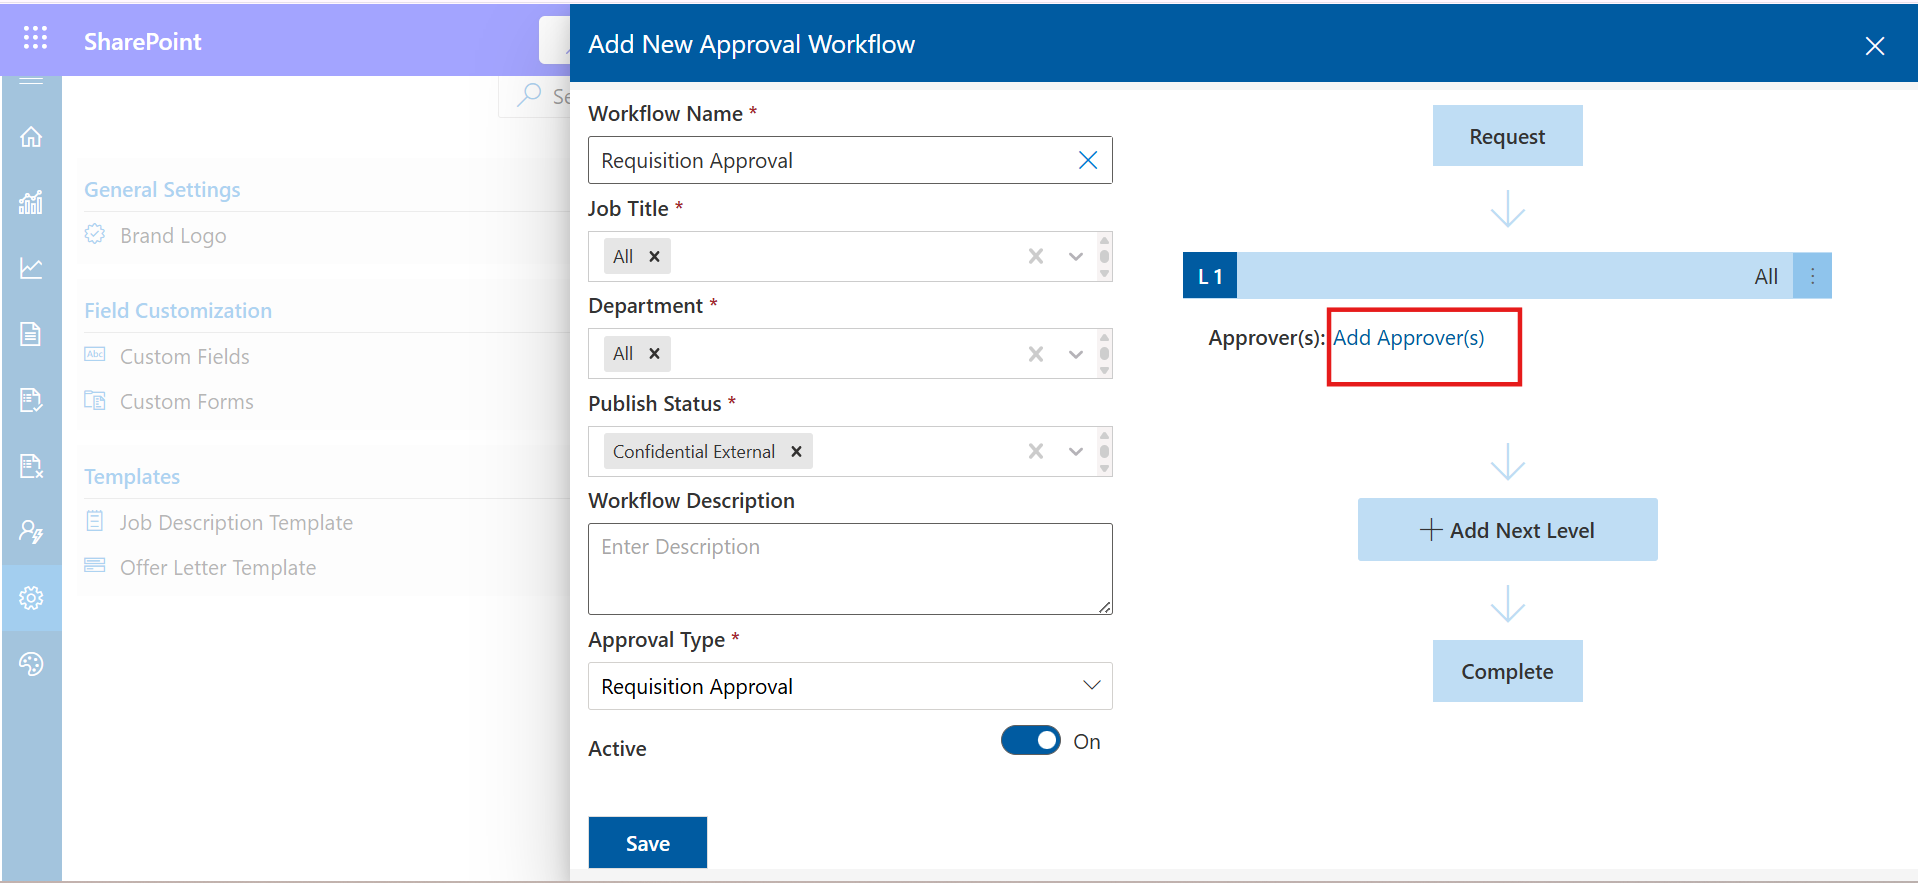 SharePoint
Se
General Settings
Brand Logo
Field Customization
Abc
Custom Fields
Custom Forms
Templates
Job Description Template
Offer Letter Template
Add New Approval Workflow
Workflow Name *
Requisition Approval
Job Title *
All
Department *
All
Publish Status *
Confidential External
Workflow Description
Enter Description
Approval Type *
Requisition Approval
Active
On
Save
Request
L 1
All
Approver(s): Add Approver(s)
Add Next Level
Complete